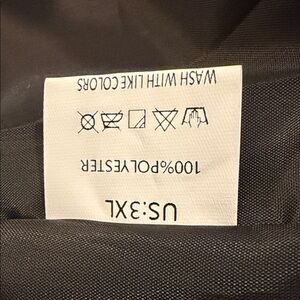 US:3XL
100%POLYESTER
WASH WITH LIKE COLORS